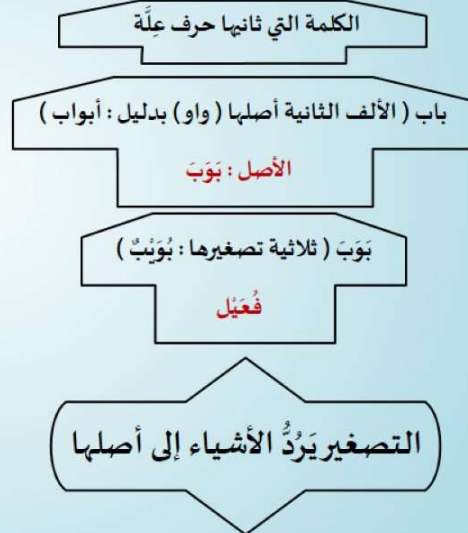 الكلمة التي ثانيها حرف عِلَّة
باب ( الألف الثانية أصلها ( واو) بدليل : أبواب )
الأصل : بَوَبَ
بَوَبَ ( ثلاثية تصغيرها : بُوَيْبٌ )
فُعَيْل
التصغير يَرُدُّ الأشياء إلى أصلها